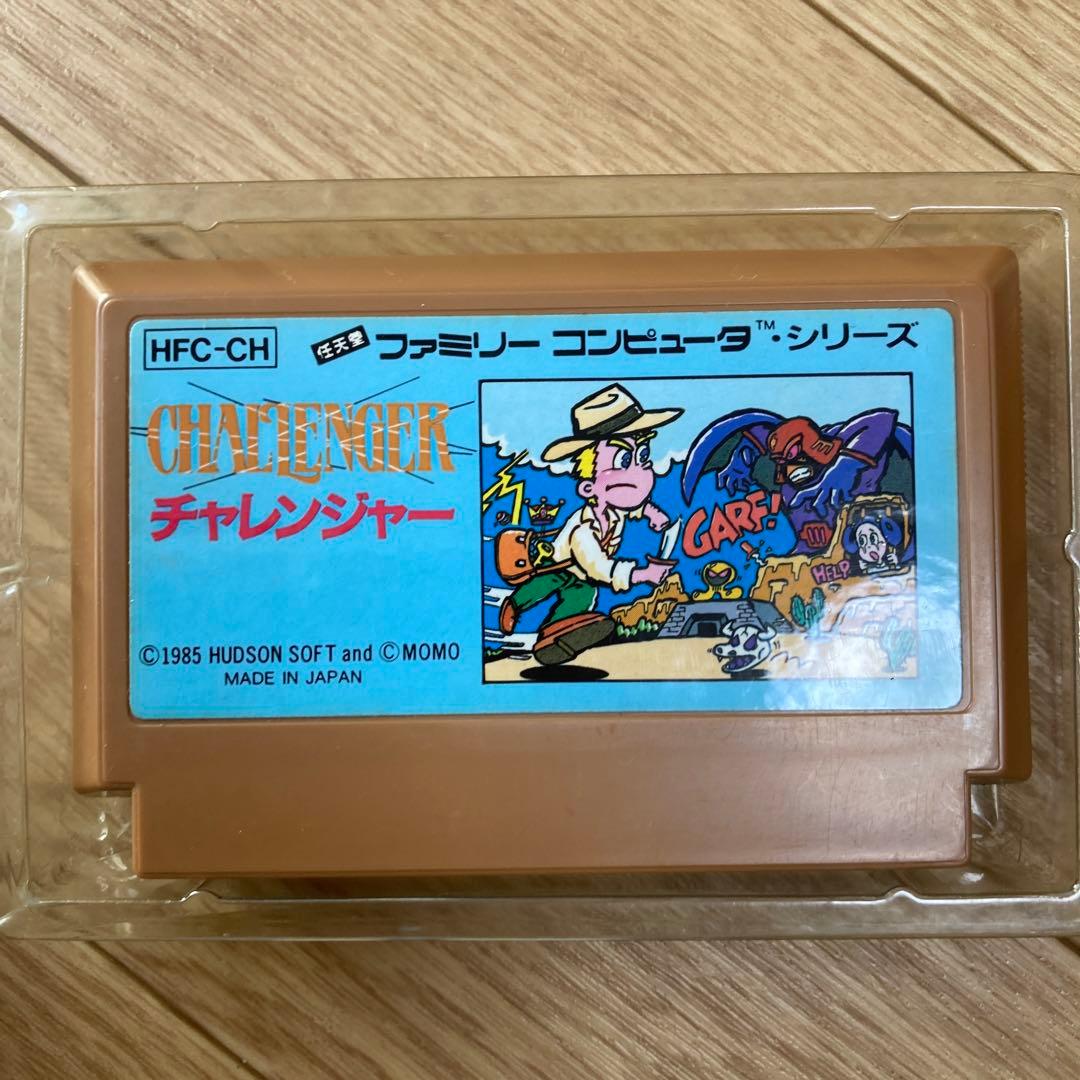 HFC-CH
任天堂 ファミリー コンピュータ™・シリーズ
CHALLENGER
チャレンジャー
GARF!
HELP
©1985 HUDSON SOFT and ©MOMO
MADE IN JAPAN